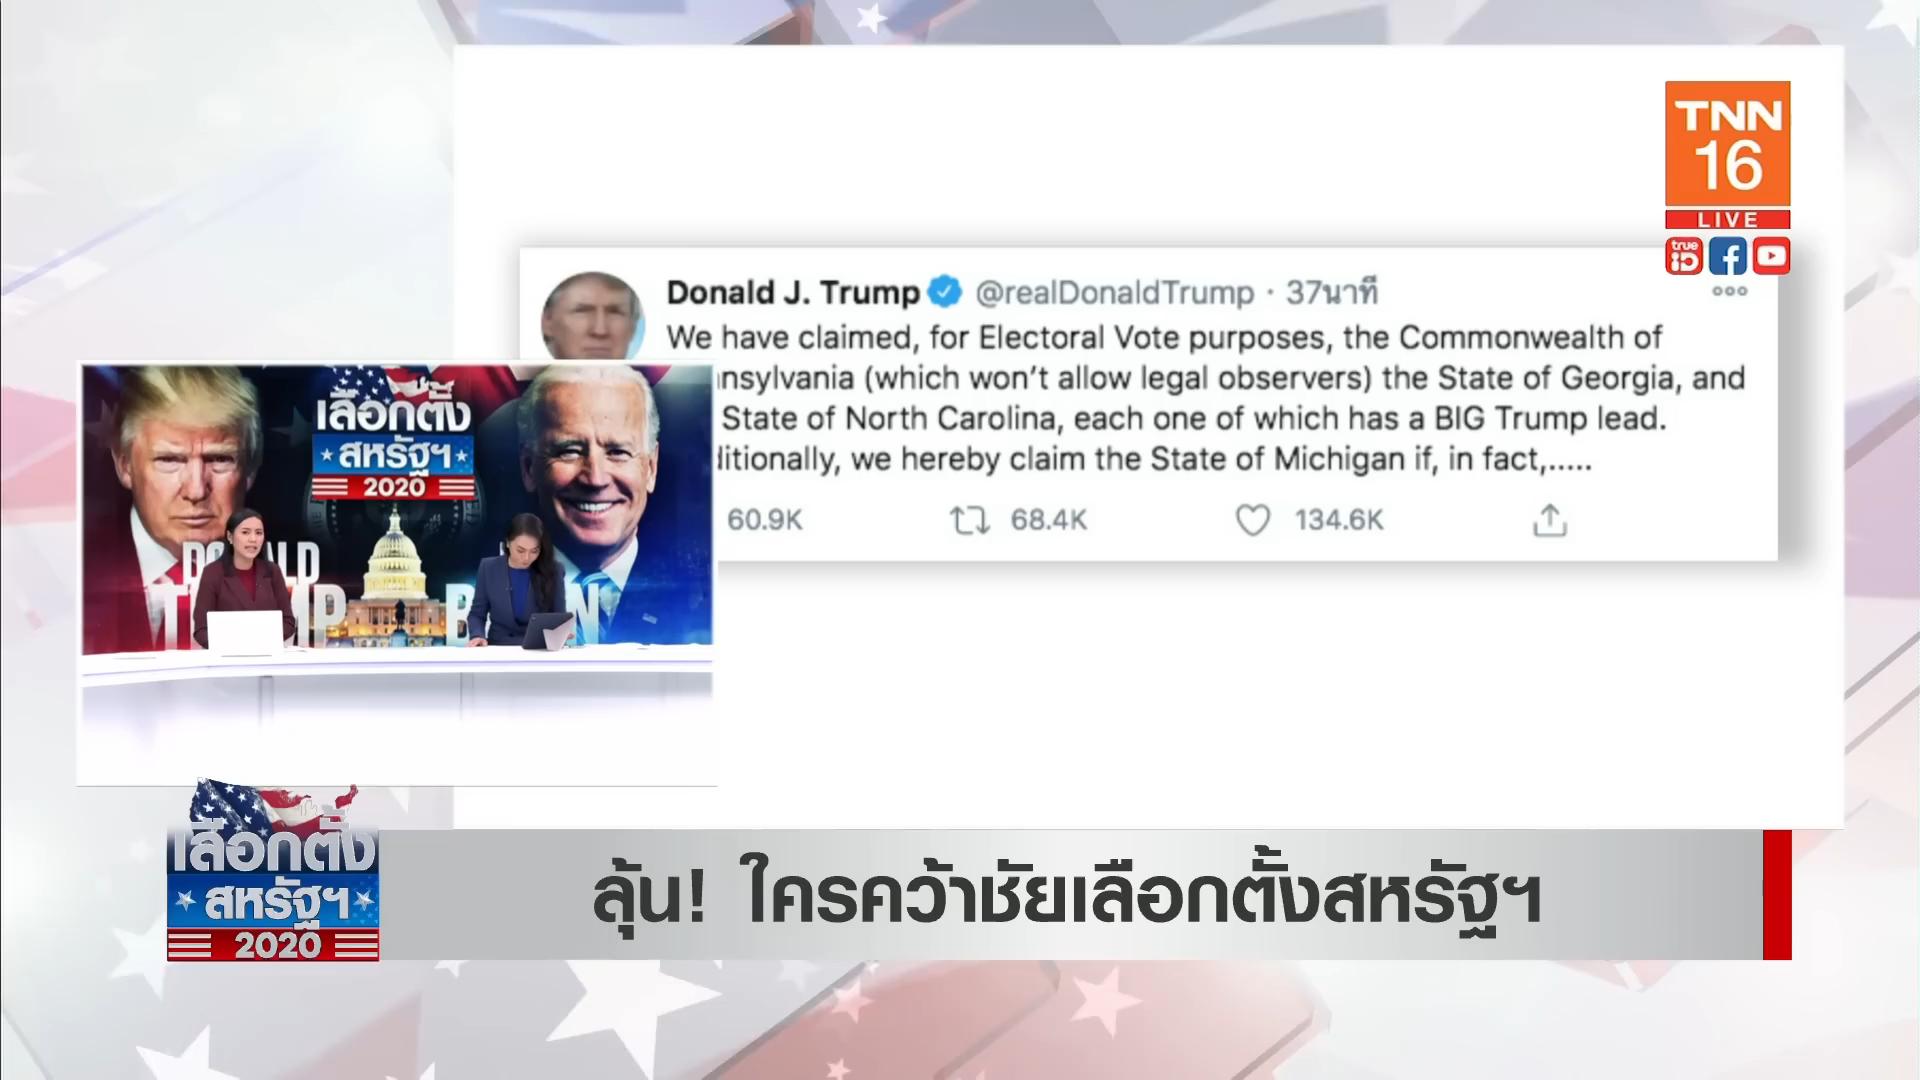 TNN
16
LIVE
true
iD
Donald J. Trump @realDonaldTrump · 37นาที
We have claimed, for Electoral Vote purposes, the Commonwealth of
nsylvania (which won't allow legal observers) the State of Georgia, and
State of North Carolina, each one of which has a BIG Trump lead.
ditionally, we hereby claim the State of Michigan if, in fact,.....
60.9K 68.4K 134.6K
เลือกตั้ง
สหรัฐฯ
2020
เลือกตั้ง
สหรัฐฯ
2020
ลุ้น! ใครคว้าชัยเลือกตั้งสหรัฐฯ